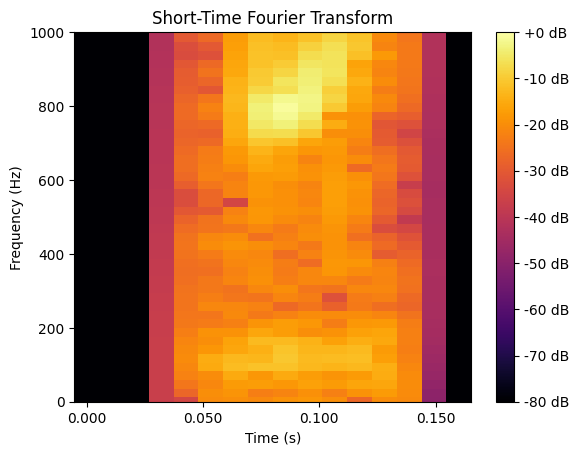 Short-Time Fourier Transform
1000
800
600
400
200
0
Frequency (Hz)
0.000
0.050
0.100
0.150
Time (s)
+0 dB
-10 dB
-20 dB
-30 dB
-40 dB
-50 dB
-60 dB
-70 dB
-80 dB